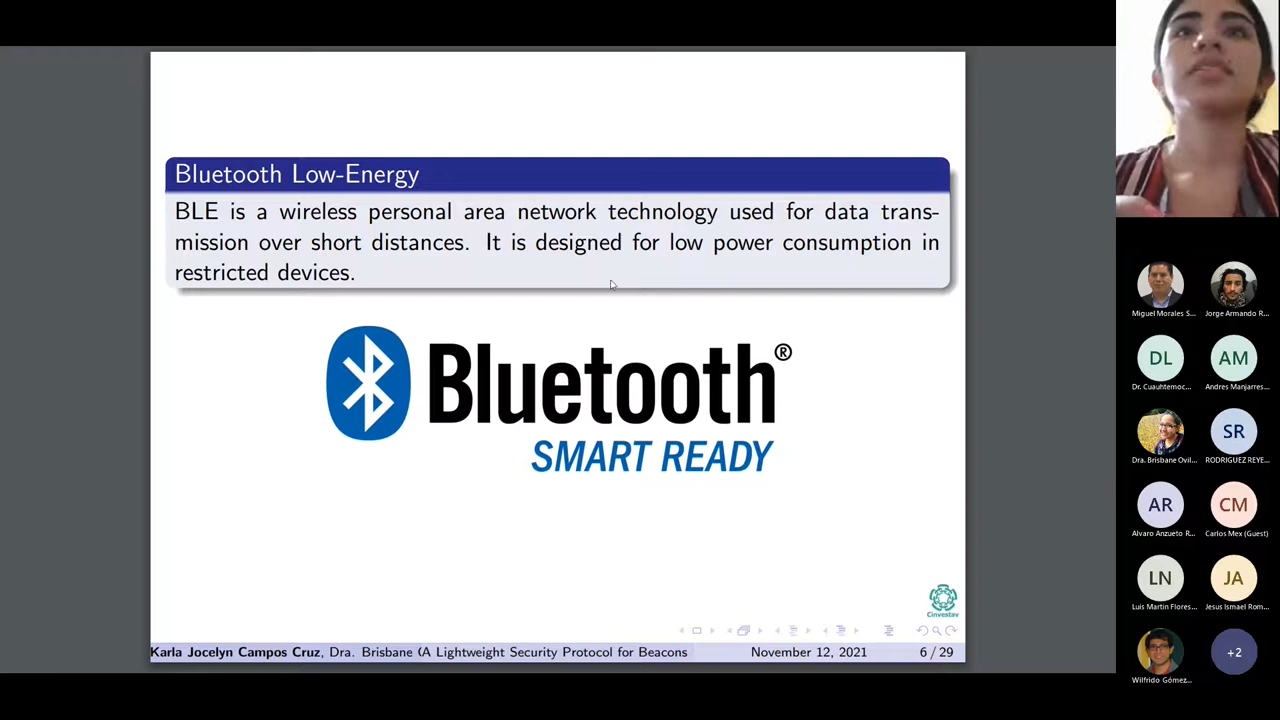 Bluetooth Low-Energy
BLE is a wireless personal area network technology used for data trans-
mission over short distances. It is designed for low power consumption in
restricted devices.
Bluetooth®
SMART READY
Cinvestav
Karla Jocelyn Campos Cruz, Dra. Brisbane (A Lightweight Security Protocol for Beacons
November 12, 2021
6 / 29
Miguel Morales S...
Jorge Armando R...
DL
AM
Dr. Cuauhtemoc...
Andres Manjarres...
SR
Dra. Brisbane Ovil...
RODRIGUEZ REYE...
AR
CM
Alvaro Anzueto R...
Carlos Mex (Guest)
LN
JA
Luis Martin Flores...
Jesus Ismael Rom...
+2
Wilfrido Gómez...